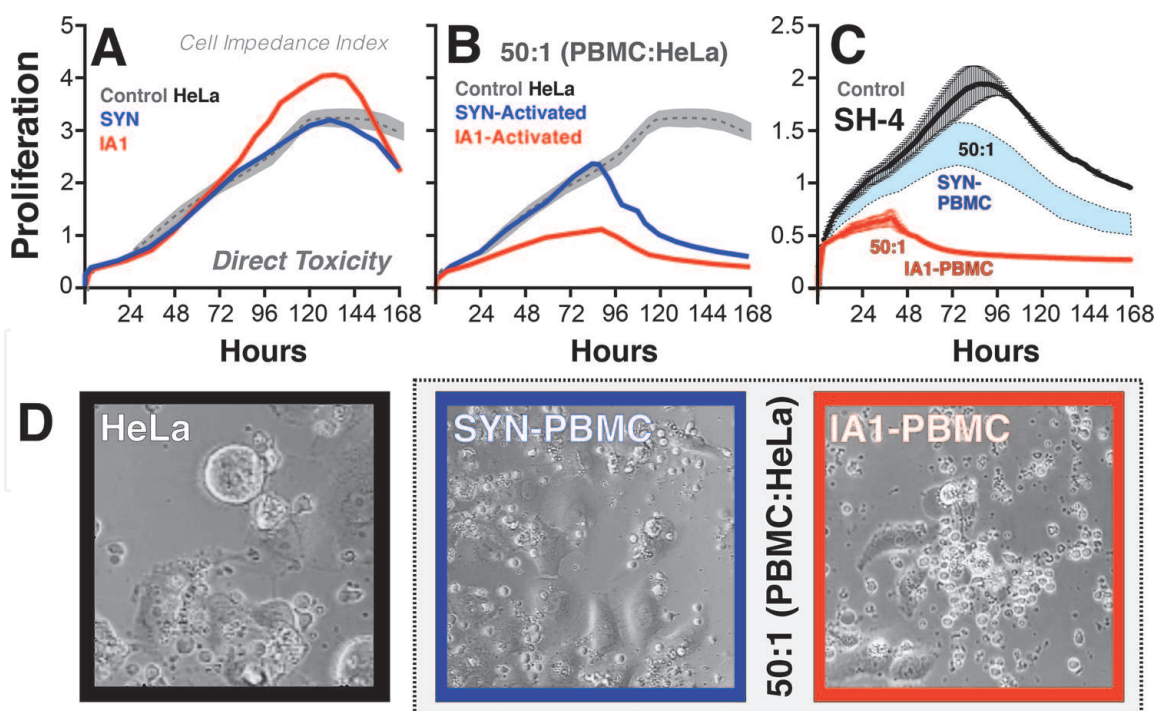 A
Cell Impedance Index
Control HeLa
SYN
IA1
Direct Toxicity
Proliferation
5
4
3
2
1
0
24 48 72 96 120 144 168
Hours
B
50:1 (PBMC:HeLa)
Control HeLa
SYN-Activated
IA1-Activated
24 48 72 96 120 144 168
Hours
C
2.5
2
1.5
1
0.5
0
Control
SH-4
50:1
SYN-
PBMC
50:1
IA1-PBMC
24 48 72 96 120 144 168
Hours
D
HeLa
SYN-PBMC
50:1 (PBMC:HeLa)
IA1-PBMC